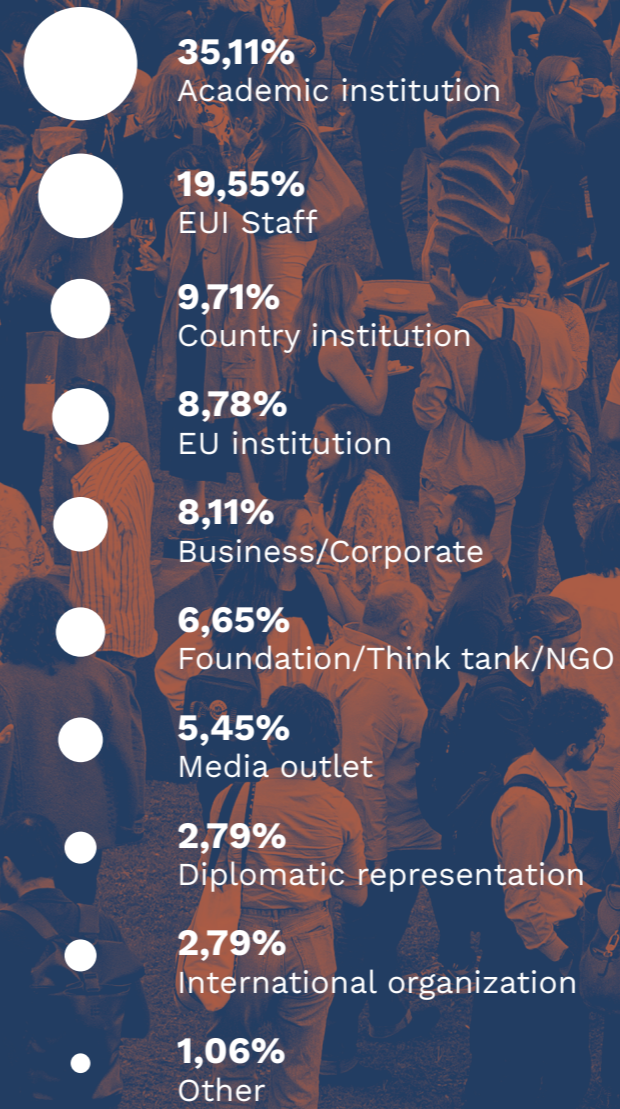 35,11%
Academic institution
19,55%
EUI Staff
9,71%
Country institution
8,78%
EU institution
8,11%
Business/Corporate
6,65%
Foundation/Think tank/NGO
5,45%
Media outlet
2,79%
Diplomatic representation
2,79%
International organization
1,06%
Other